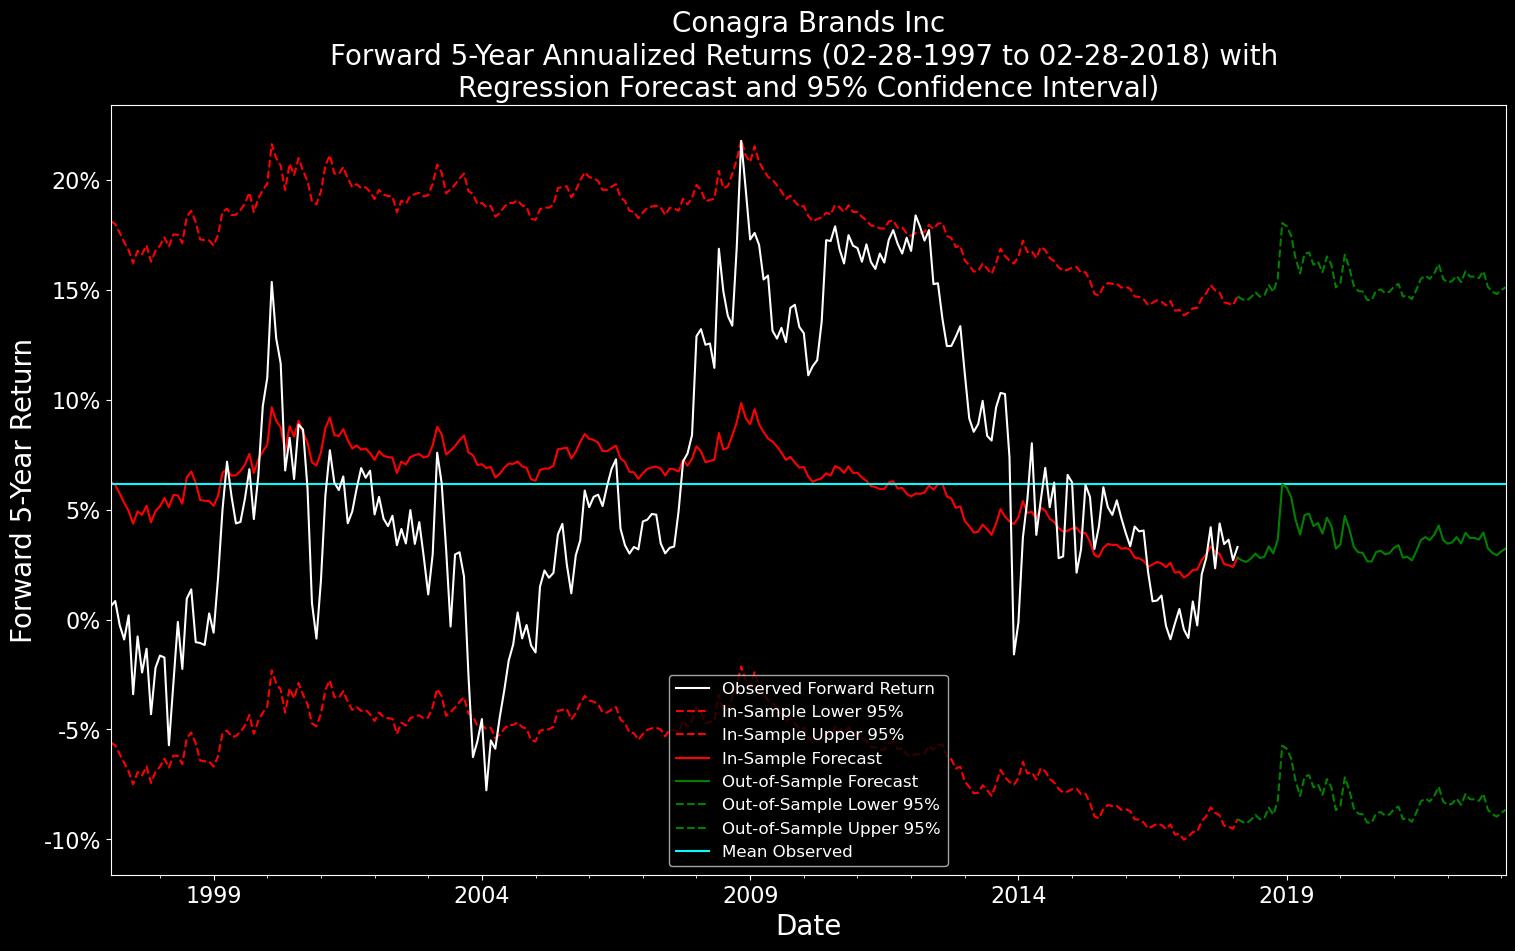 Conagra Brands Inc
Forward 5-Year Annualized Returns (02-28-1997 to 02-28-2018) with
Regression Forecast and 95% Confidence Interval)
Forward 5-Year Return
20%
15%
10%
5%
0%
-5%
-10%
Observed Forward Return
In-Sample Lower 95%
In-Sample Upper 95%
In-Sample Forecast
Out-of-Sample Forecast
Out-of-Sample Lower 95%
Out-of-Sample Upper 95%
Mean Observed
1999 2004 2009 2014 2019
Date